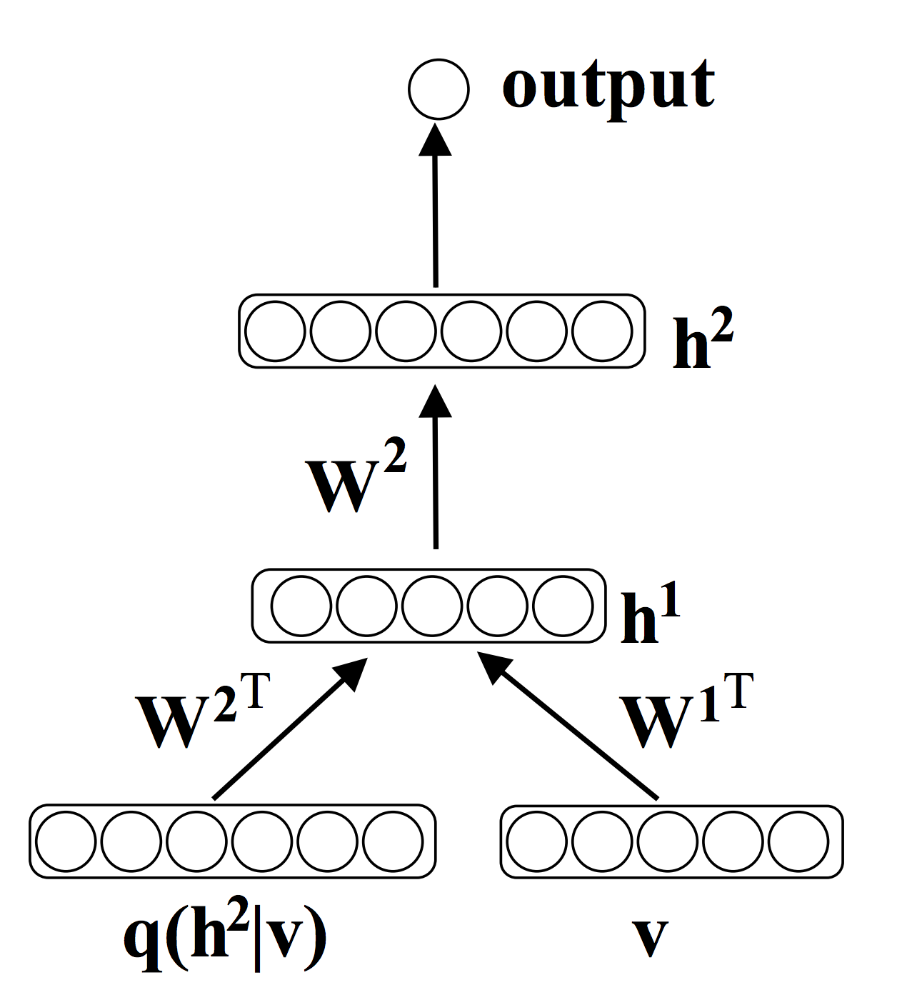 output
h²
W²
h¹
W²ᵀ
W¹ᵀ
q(h²|v)
v